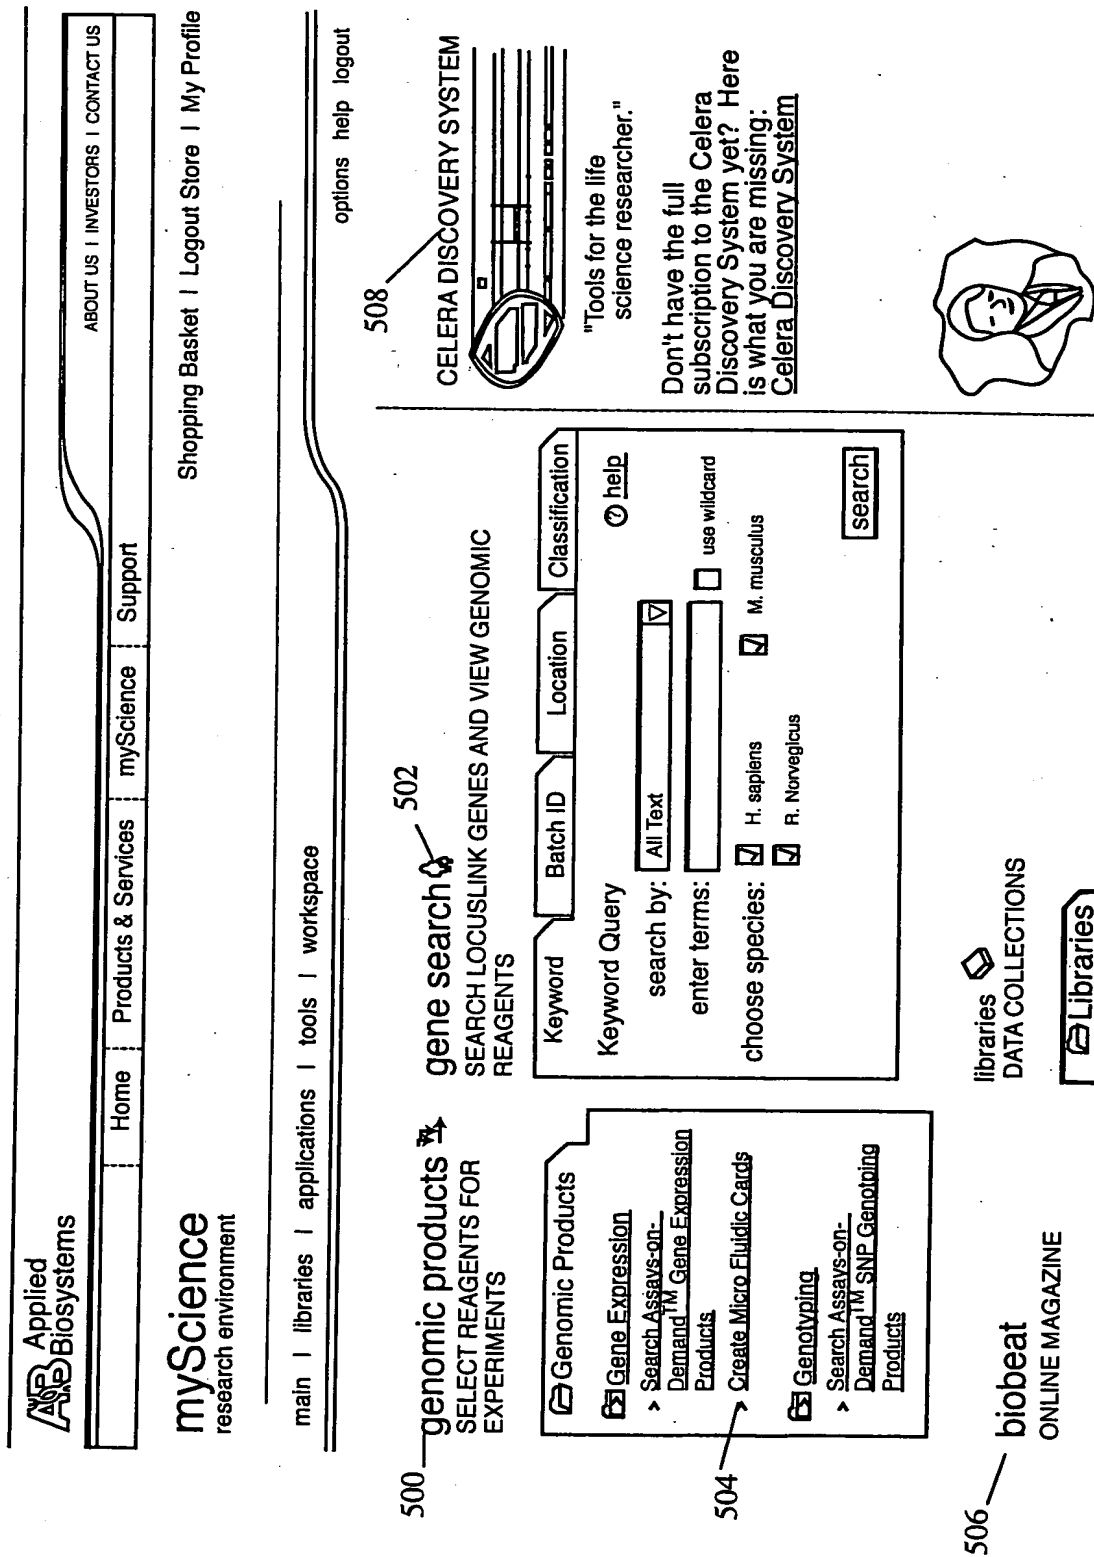 AB Applied
Biosystems
ABOUT US I INVESTORS I CONTACT US
Home
Products & Services
myScience
Support
myScience
research environment
Shopping Basket I Logout Store I My Profile
main I libraries I applications I tools I workspace
options help logout
500
genomic products
SELECT REAGENTS FOR
EXPERIMENTS
Genomic Products
Gene Expression
> Search Assays-on-
Demand™ Gene Expression
Products
> Create Micro Fluidic Cards
504
Genotyping
> Search Assays-on-
Demand™ SNP Genotping
Products
506
biobeat
ONLINE MAGAZINE
gene search
502
SEARCH LOCUSLINK GENES AND VIEW GENOMIC
REAGENTS
Keyword
Batch ID
Location
Classification
Keyword Query
? help
search by:
All Text
enter terms:
use wildcard
choose species:
H. sapiens
M. musculus
R. Norvegicus
search
libraries
DATA COLLECTIONS
Libraries
508
CELERA DISCOVERY SYSTEM
"Tools for the life
science researcher."
Don't have the full
subscription to the Celera
Discovery System yet? Here
is what you are missing:
Celera Discovery System